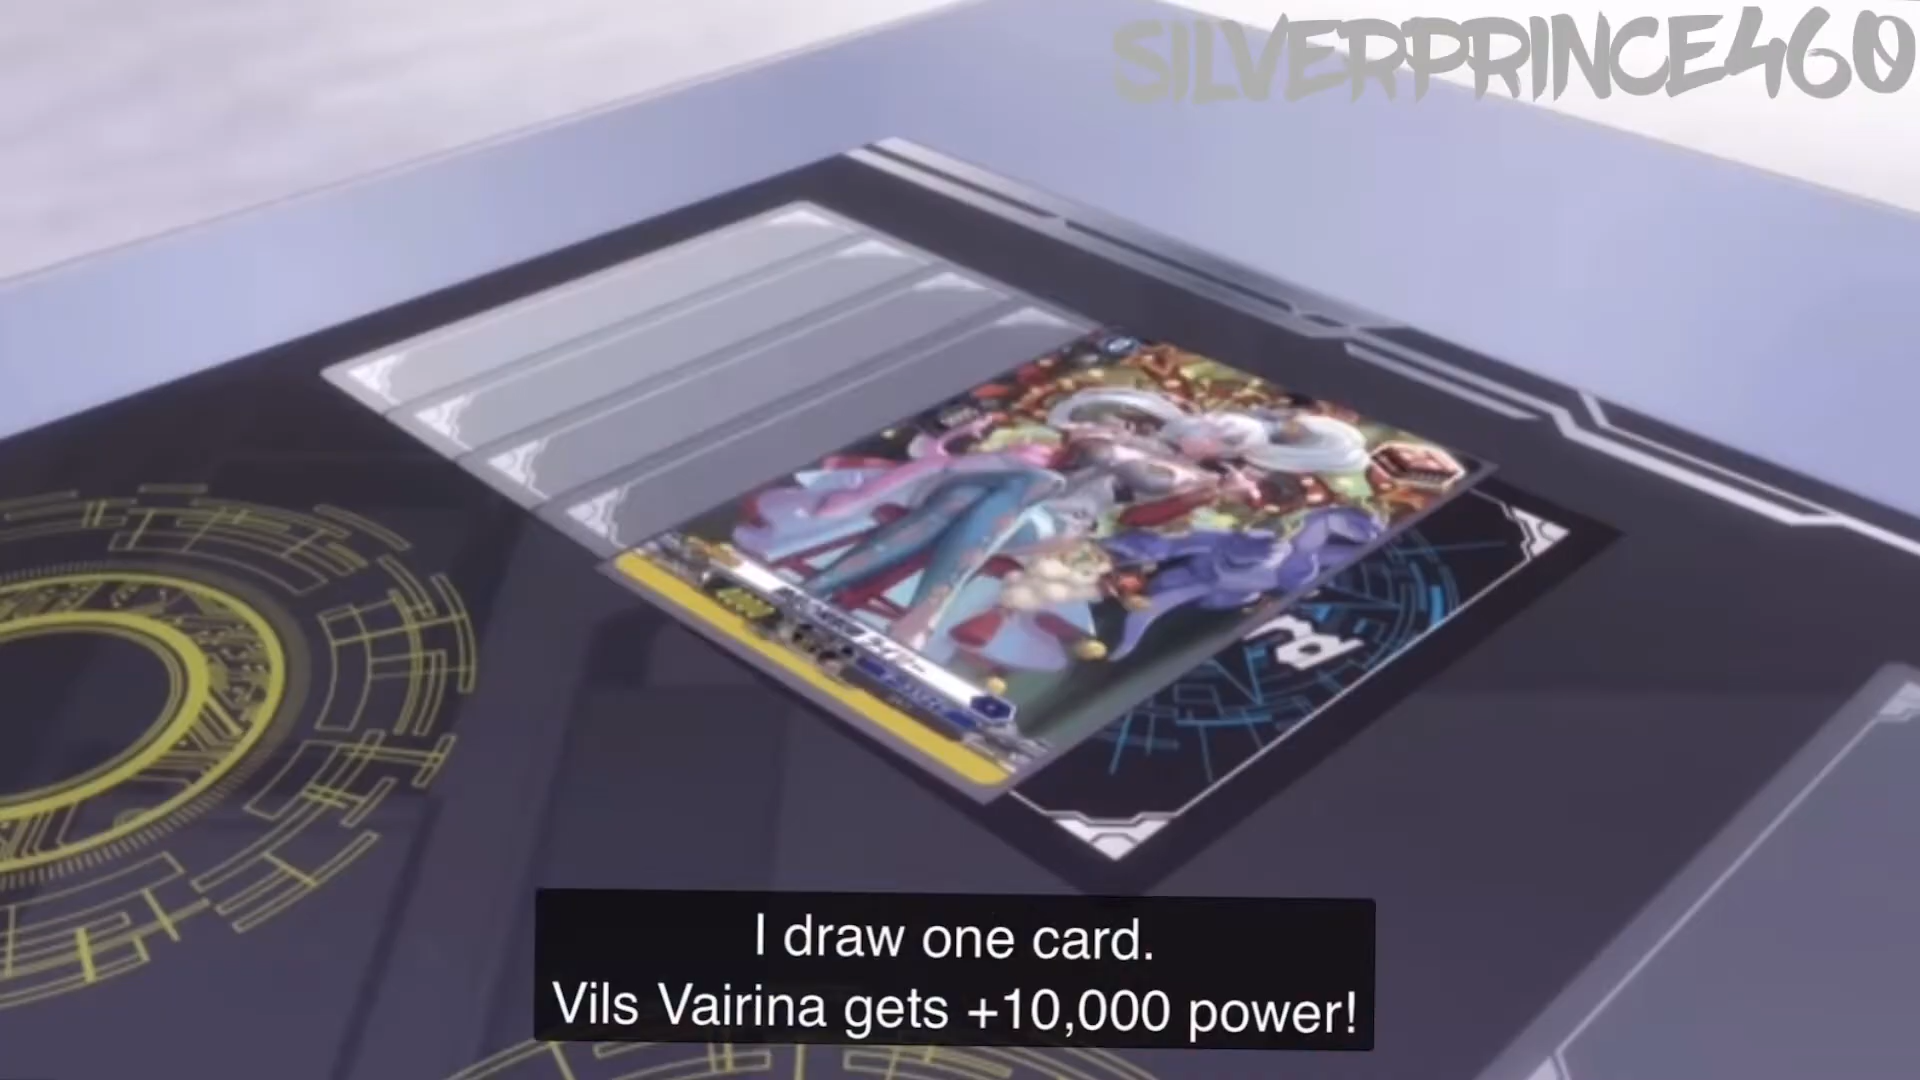 SILVERPRINCE460
I draw one card.
Vils Vairina gets +10,000 power!